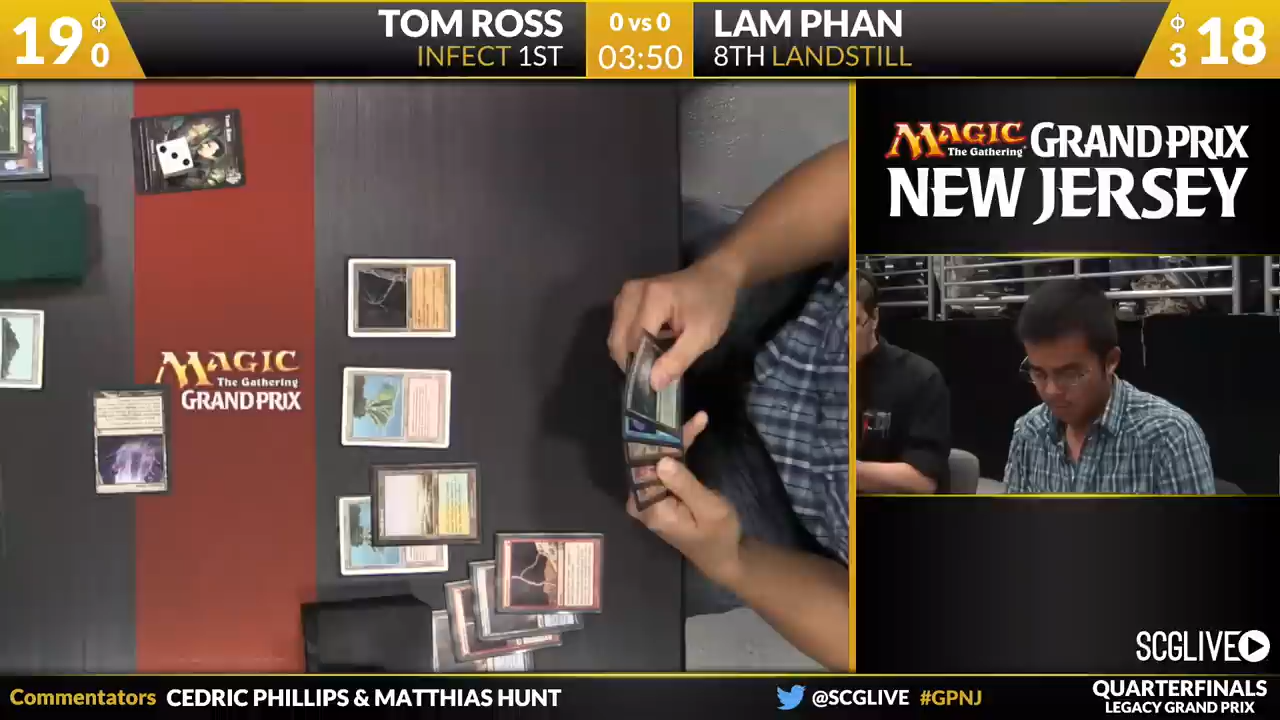 19 0
TOM ROSS
INFECT 1ST
0 vs 0
03:50
LAM PHAN
8TH LANDSTILL
3 18
MAGIC
The Gathering
GRAND PRIX
NEW JERSEY
MAGIC
The Gathering
GRAND PRIX
SCGLIVE
Commentators CEDRIC PHILLIPS & MATTHIAS HUNT
@SCGLIVE #GPNJ
QUARTERFINALS
LEGACY GRAND PRIX